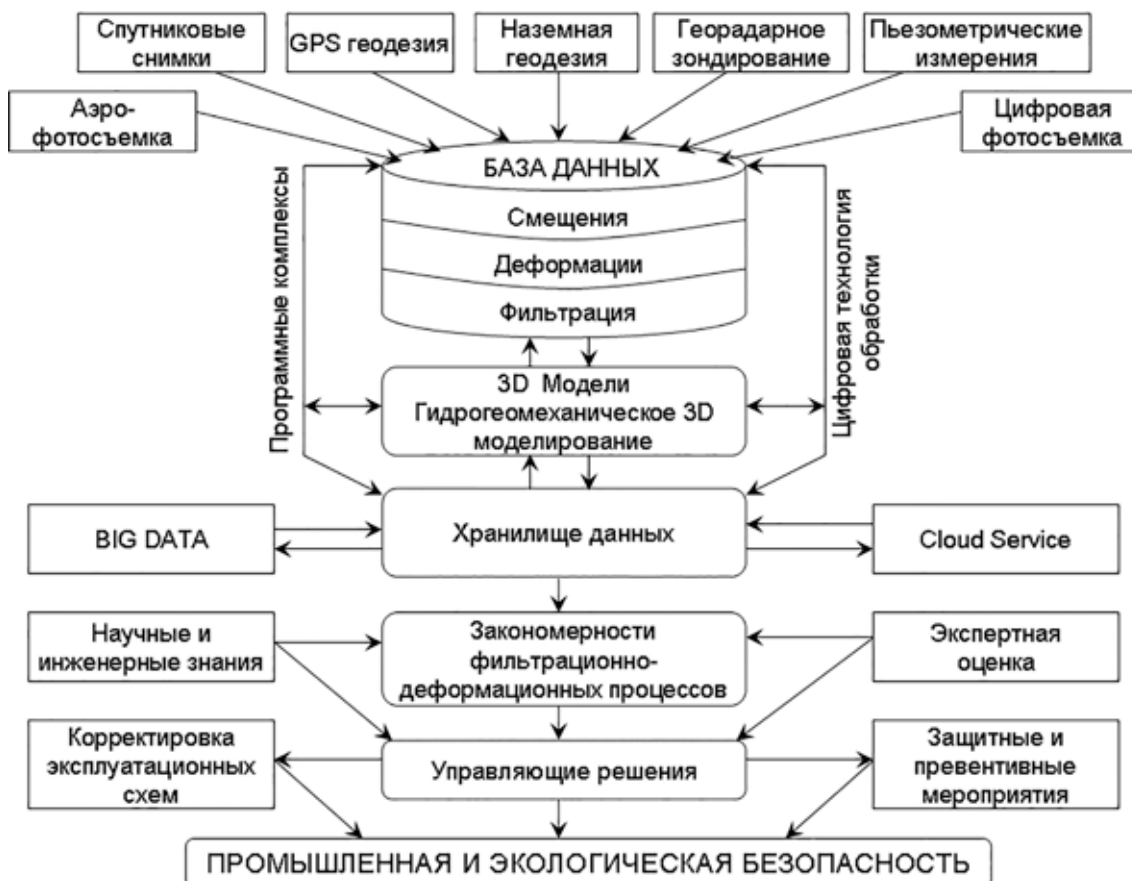 Спутниковые
снимки
GPS геодезия
Наземная
геодезия
Георадарное
зондирование
Пьезометрические
измерения
Аэро-
фотосъемка
Цифровая
фотосъемка
БАЗА ДАННЫХ
Смещения
Деформации
Фильтрация
Программные комплексы
Цифровая технология
обработки
3D Модели
Гидрогеомеханическое 3D
моделирование
BIG DATA
Хранилище данных
Cloud Service
Научные и
инженерные знания
Закономерности
фильтрационно-
деформационных процессов
Экспертная
оценка
Корректировка
эксплуатационных
схем
Управляющие решения
Защитные и
превентивные
мероприятия
ПРОМЫШЛЕННАЯ И ЭКОЛОГИЧЕСКАЯ БЕЗОПАСНОСТЬ